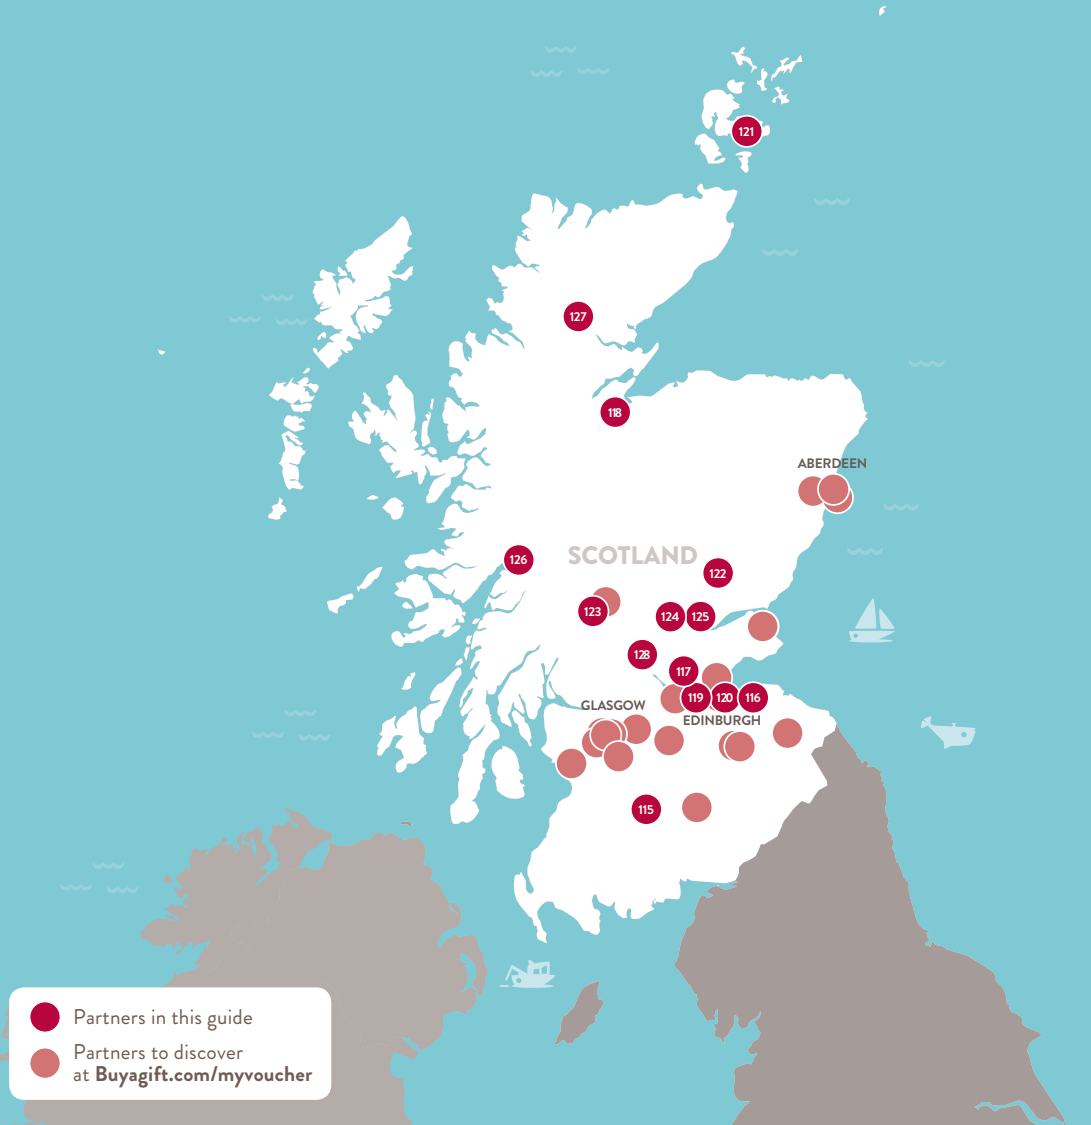 121
127
118
ABERDEEN
SCOTLAND
126
122
123
124
125
128
117
119
120
116
GLASGOW
EDINBURGH
115
Partners in this guide
Partners to discover
at Buyagift.com/myvoucher